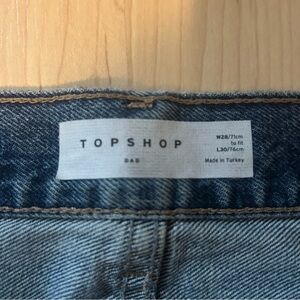 TOPSHOP
DAD
W28/71cm
to fit
L30/76cm
Made in Turkey